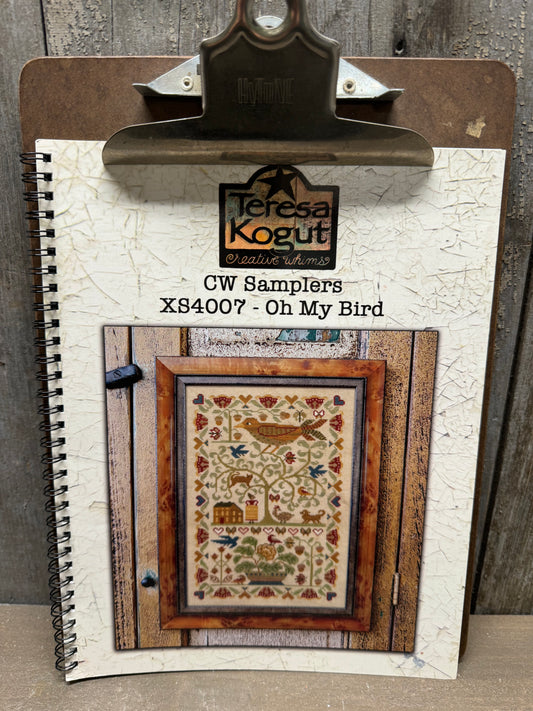 Teresa
Kogut
creative whims
CW Samplers
XS4007 - Oh My Bird